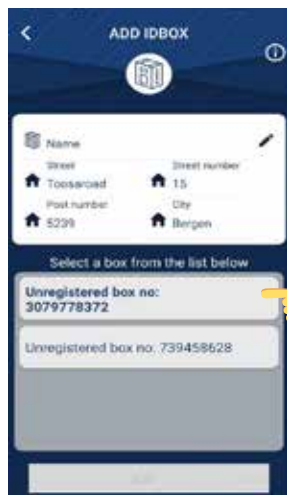 ADD IDBOX
Name
Street Street number
Toosaroad 15
Post number City
5239 Bergen
Select a box from the list below
Unregistered box no:
3079778372
Unregistered box no: 739458628